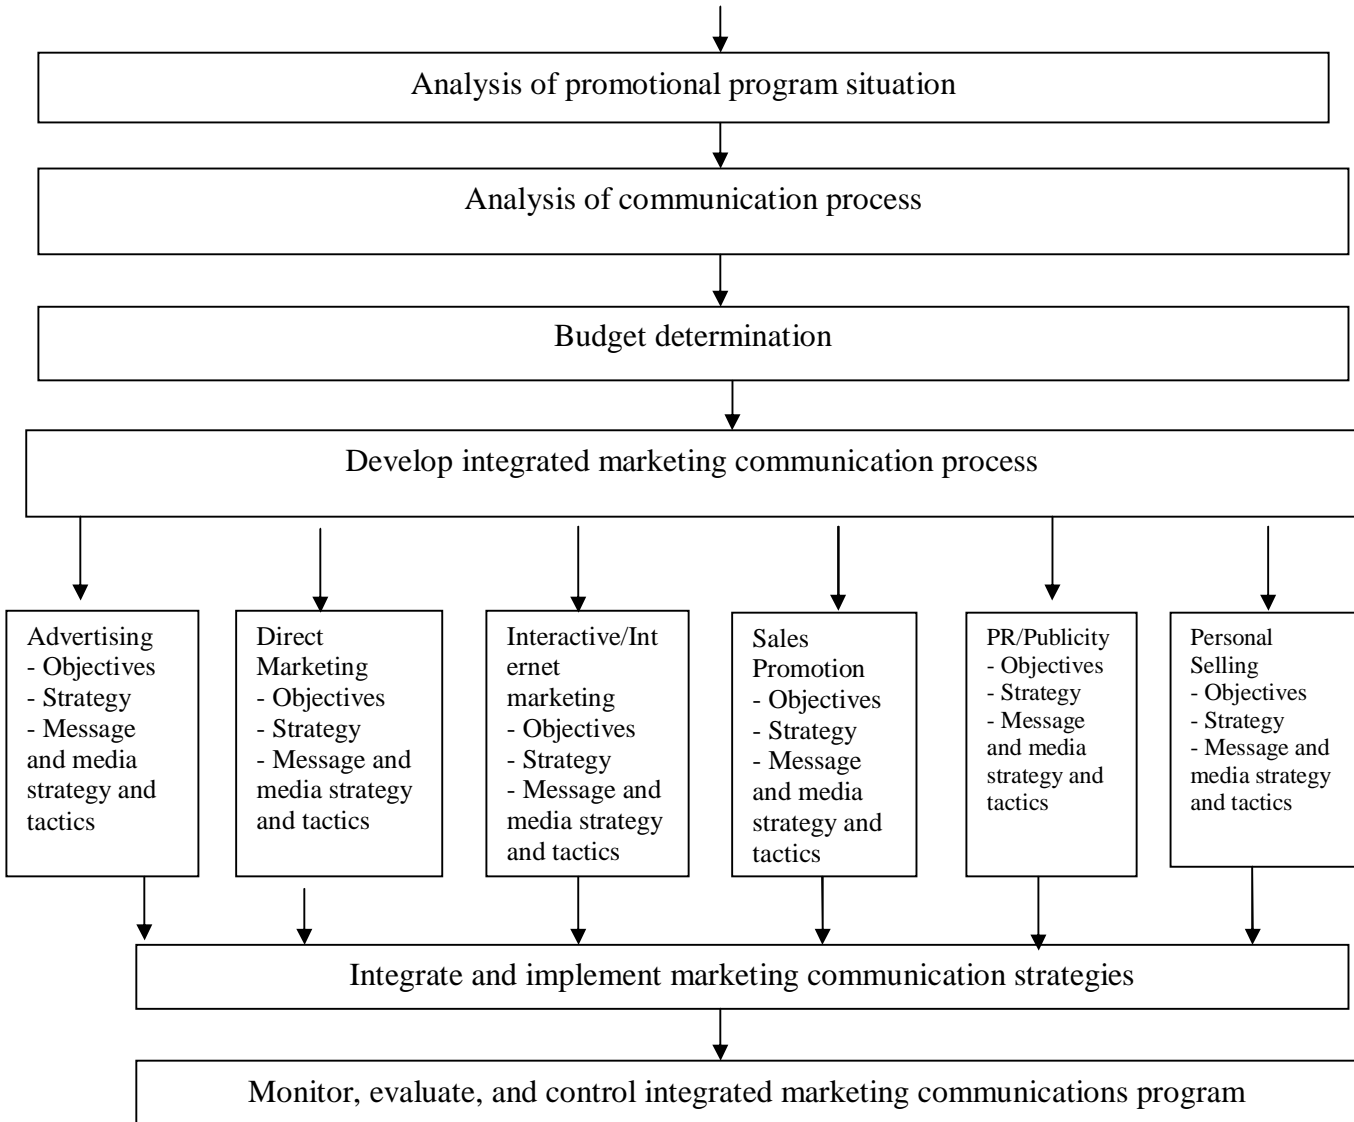 Analysis of promotional program situation
Analysis of communication process
Budget determination
Develop integrated marketing communication process
Advertising
- Objectives
- Strategy
- Message
and media
strategy and
tactics
Direct
Marketing
- Objectives
- Strategy
- Message and
media strategy
and tactics
Interactive/Int
ernet
marketing
- Objectives
- Strategy
- Message and
media strategy
and tactics
Sales
Promotion
- Objectives
- Strategy
- Message
and media
strategy and
tactics
PR/Publicity
- Objectives
- Strategy
- Message
and media
strategy and
tactics
Personal
Selling
- Objectives
- Strategy
- Message and
media strategy
and tactics
Integrate and implement marketing communication strategies
Monitor, evaluate, and control integrated marketing communications program